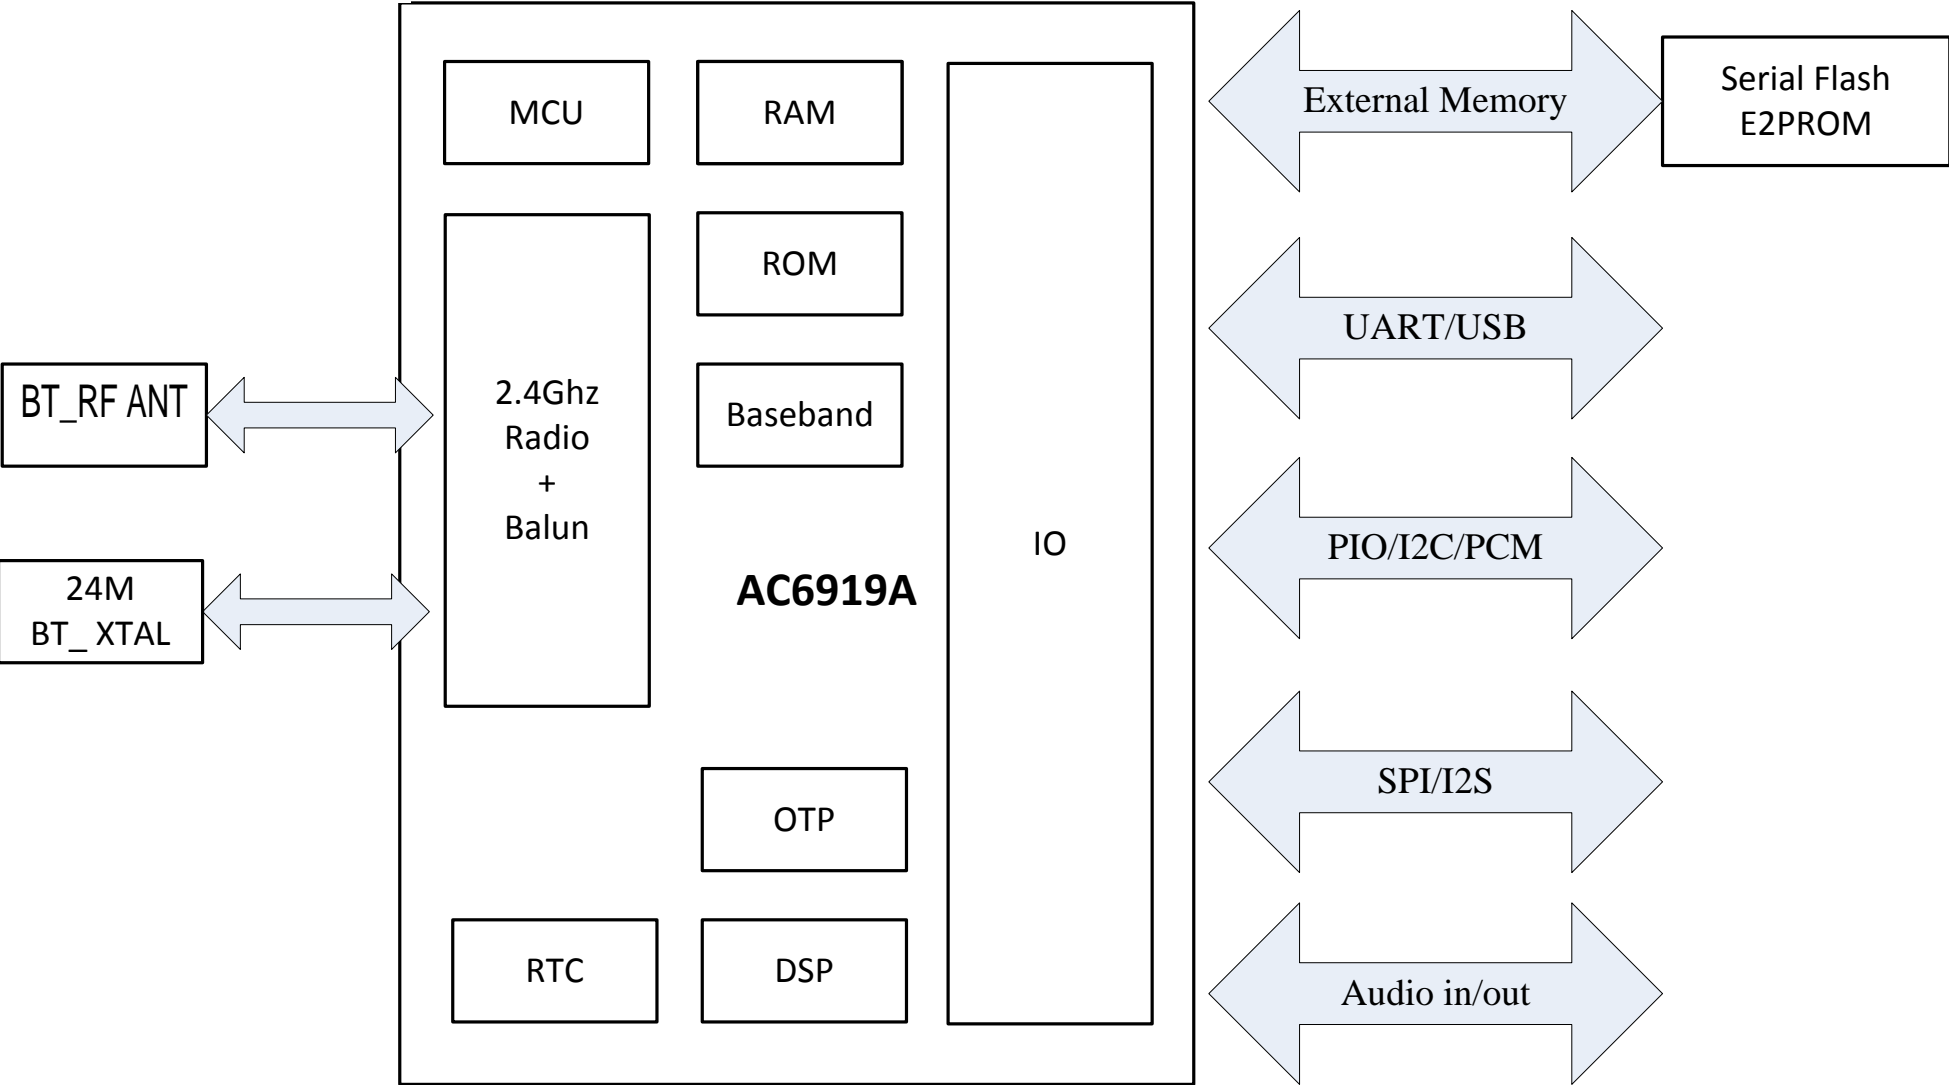 MCU
RAM
External Memory
Serial Flash
E2PROM
ROM
UART/USB
BT_RF ANT
2.4Ghz
Radio
+
Balun
Baseband
IO
PIO/I2C/PCM
24M
BT_ XTAL
AC6919A
SPI/I2S
OTP
RTC
DSP
Audio in/out